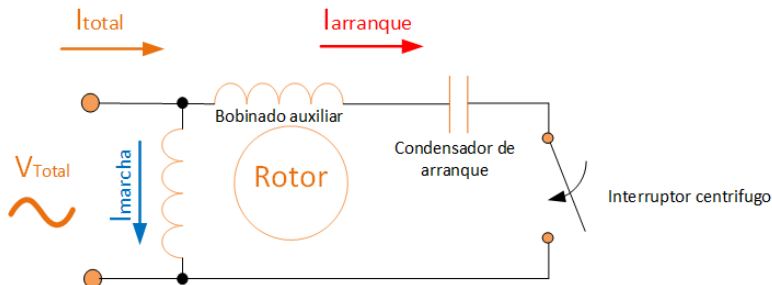 Itotal
Iarranque
Bobinado auxiliar
Condensador de
arranque
VTotal
Imarcha
Rotor
Interruptor centrifugo